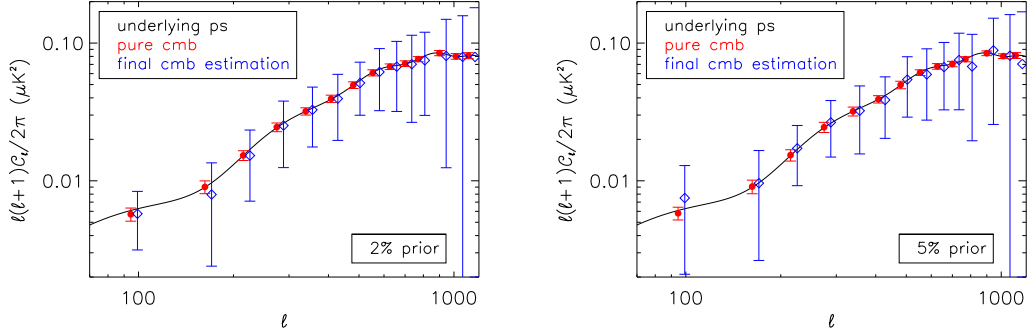 underlying ps
pure cmb
final cmb estimation
ℓ(ℓ+1)Cℓ/2π (μK²)
0.10
0.01
2% prior
100
1000
ℓ
underlying ps
pure cmb
final cmb estimation
ℓ(ℓ+1)Cℓ/2π (μK²)
0.10
0.01
5% prior
100
1000
ℓ